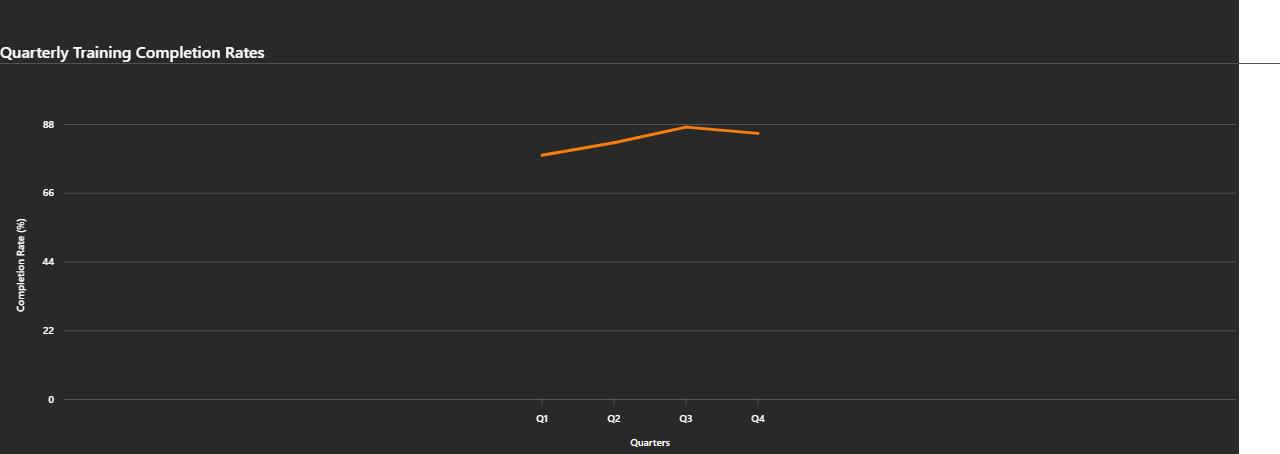 Quarterly Training Completion Rates
88
66
44
22
0
Completion Rate (%)
Q1 Q2 Q3 Q4
Quarters